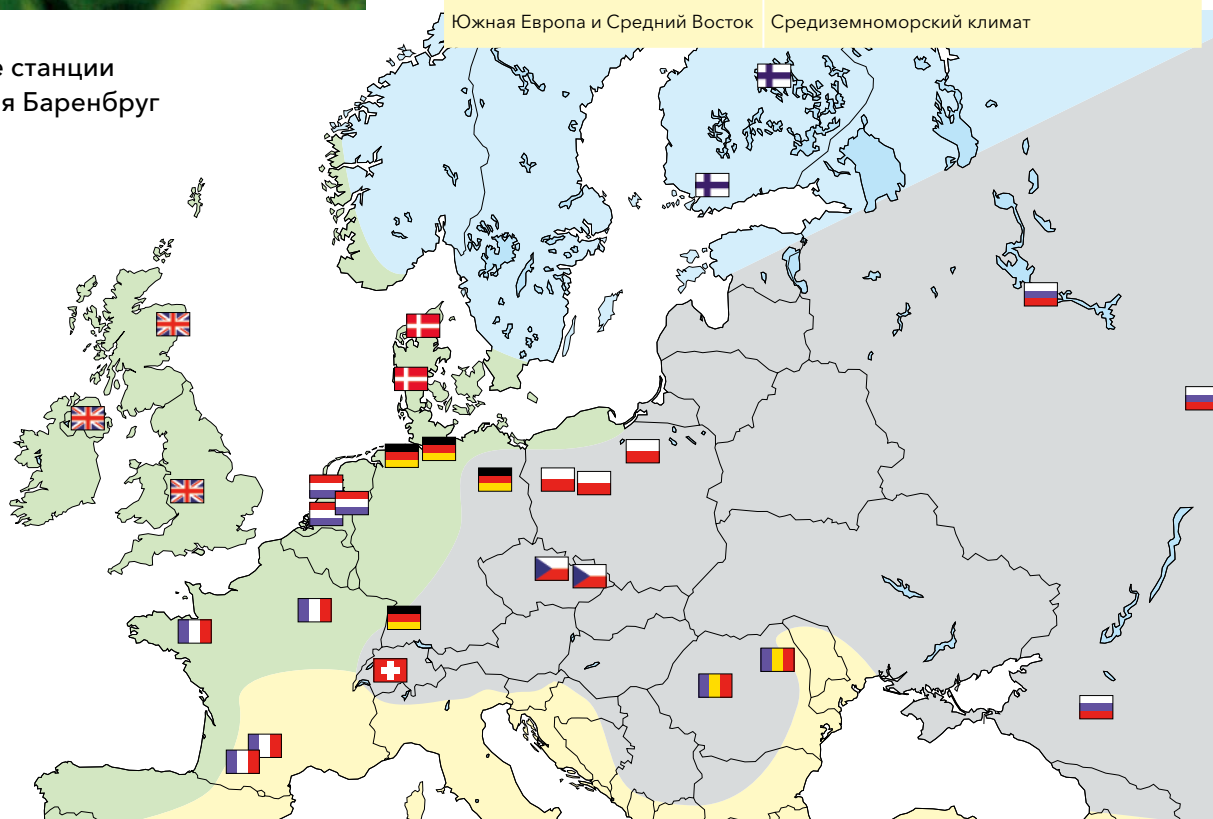 Южная Европа и Средний Восток Средиземноморский климат
е станции
я Баренбруг